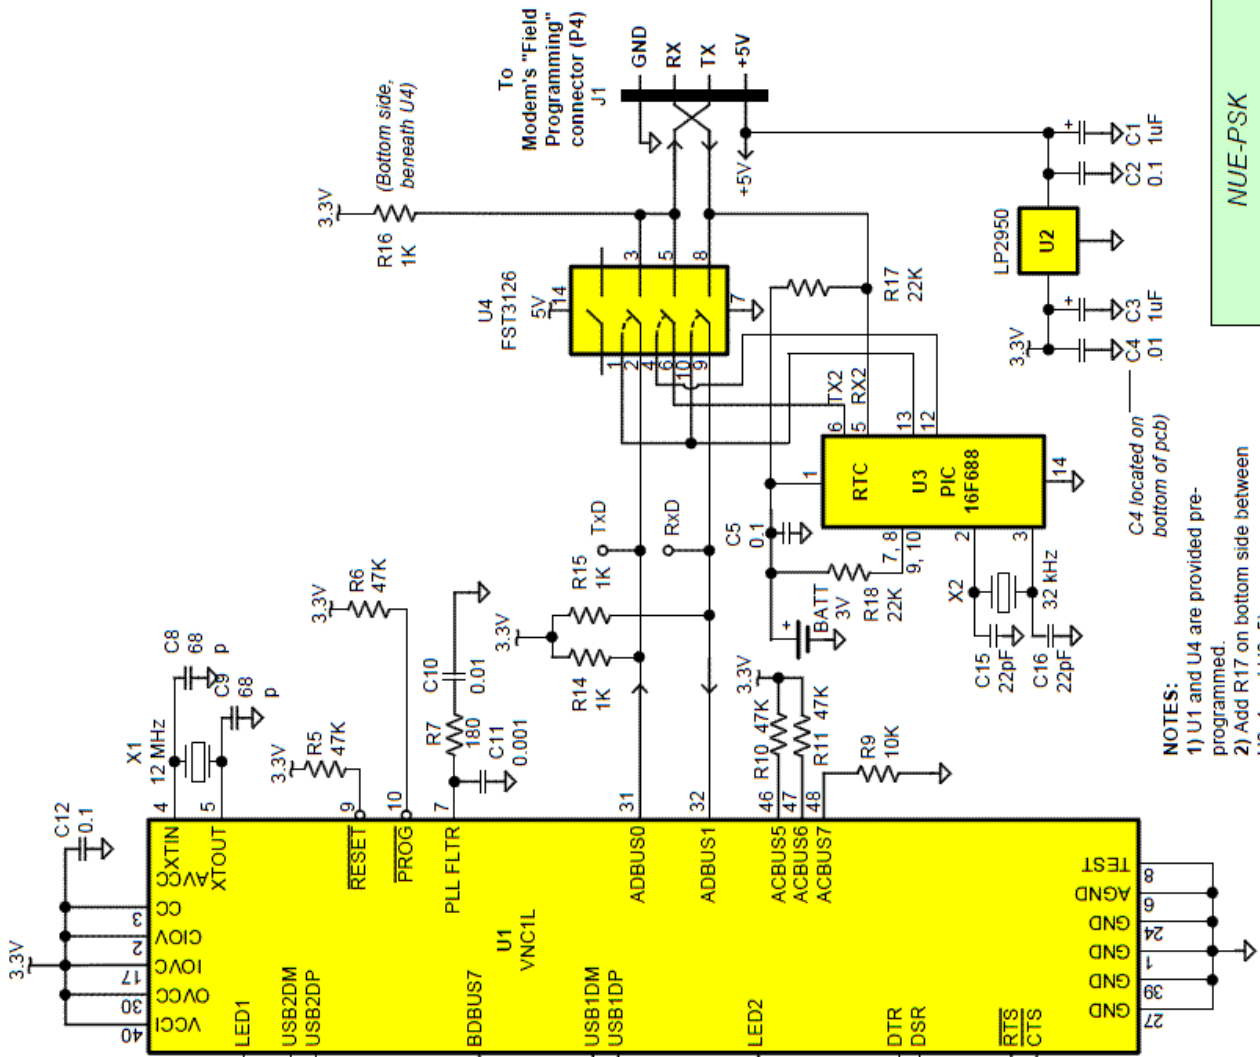 To
Modem's "Field
Programming"
connector (P4)
J1
GND
RX
TX
+5V
+5V
3.3V
R16
1K
(Bottom side,
beneath U4)
U4
FST3126
5V
14
3
5
8
7
1
2
4
6
10
9
R17
22K
LP2950
U2
C1
1uF
C2
0.1
C3
1uF
C4
.01
3.3V
C4 located on
bottom of pcb)
NUE-PSK
TX2
RX2
6
5
13
12
1
RTC
U3
PIC
16F688
14
7, 8
9, 10
2
3
C5
0.1
BATT
3V
+
R18
22K
X2
32 kHz
C15
22pF
C16
22pF
TxD
RxD
3.3V
R15
1K
R14
1K
3.3V
R6
47K
3.3V
R5
47K
C10
0.01
R7
180
C11
0.001
X1
12 MHz
C8
68
p
C9
68
p
C12
0.1
3.3V
3.3V
R10
47K
R11
47K
R9
10K
4
5
9
10
7
31
32
46
47
48
XTIN
XTOUT
RESET
PROG
PLL FLTR
ADBUS0
ADBUS1
ACBUS5
ACBUS6
ACBUS7
U1
VNC1L
AVCC
CC
CIOV
IOVC
OVCC
VCCI
3
2
17
30
40
LED1
USB2DM
USB2DP
BDBUS7
USB1DM
USB1DP
LED2
DTR
DSR
RTS
CTS
TEST
AGND
GND
GND
GND
GND
8
6
24
1
39
27
NOTES:
1) U1 and U4 are provided pre-
programmed.
2) Add R17 on bottom side between